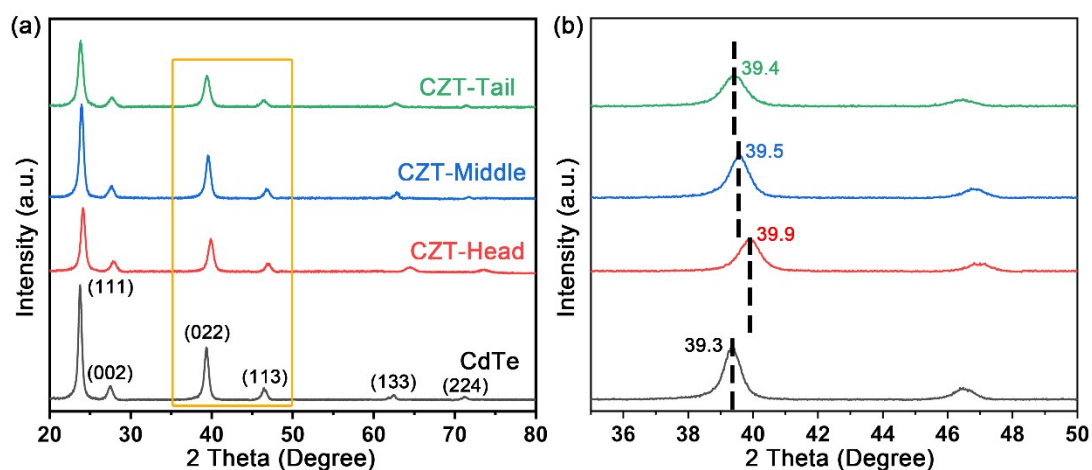 (a)
CZT-Tail
CZT-Middle
CZT-Head
(111)
(002)
(022)
(113)
(133)
(224)
CdTe
20 30 40 50 60 70 80
2 Theta (Degree)
Intensity (a.u.)
(b)
39.4
39.5
39.9
39.3
36 38 40 42 44 46 48 50
2 Theta (Degree)
Intensity (a.u.)